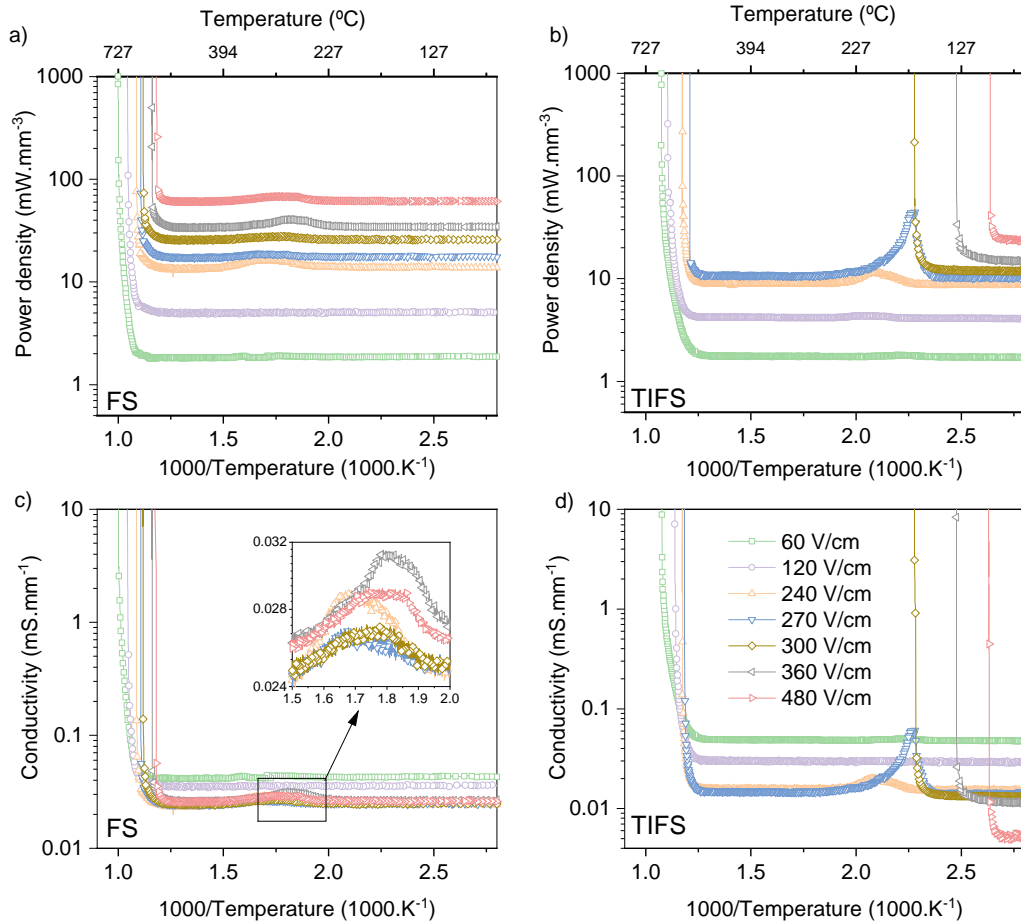 Temperature (ºC)
a)
727 394 227 127
1000
100
10
1
Power density (mW.mm⁻³)
FS
1.0 1.5 2.0 2.5
1000/Temperature (1000.K⁻¹)
Temperature (ºC)
b)
727 394 227 127
1000
100
10
1
Power density (mW.mm⁻³)
TIFS
1.0 1.5 2.0 2.5
1000/Temperature (1000.K⁻¹)
c)
10
1
0.1
0.01
Conductivity (mS.mm⁻¹)
0.032
0.028
0.024
1.5 1.6 1.7 1.8 1.9 2.0
FS
1.0 1.5 2.0 2.5
1000/Temperature (1000.K⁻¹)
d)
10
1
0.1
0.01
Conductivity (mS.mm⁻¹)
60 V/cm
120 V/cm
240 V/cm
270 V/cm
300 V/cm
360 V/cm
480 V/cm
TIFS
1.0 1.5 2.0 2.5
1000/Temperature (1000.K⁻¹)